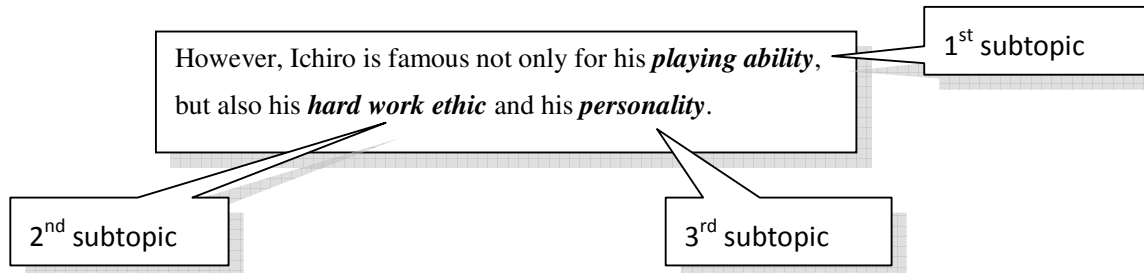 However, Ichiro is famous not only for his playing ability,
but also his hard work ethic and his personality.
1st subtopic
2nd subtopic
3rd subtopic